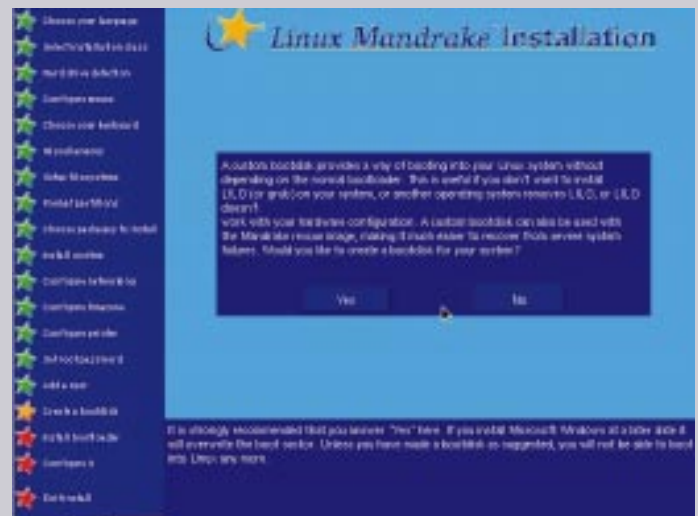 Choose your language
Select installation class
Hard drive detection
Configure mouse
Choose your keyboard
Miscellaneous
Setup filesystems
Format partitions
Choose packages to install
Install system
Configure networking
Configure timezone
Configure printer
Set root password
Add a user
Create a bootdisk
Install bootloader
Configure X
Exit install
Linux Mandrake Installation
A custom bootdisk provides a way of booting into your Linux system without
depending on the normal bootloader. This is useful if you don't want to install
LILO (or grub) on your system, or another operating system removes LILO, or LILO
doesn't
work with your hardware configuration. A custom bootdisk can also be used with
the Mandrake rescue image, making it much easier to recover from severe system
failures. Would you like to create a bootdisk for your system?
Yes
No
It is strongly recommended that you answer "Yes" here. If you install Microsoft Windows at a later date it
will overwrite the boot sector. Unless you have made a bootdisk as suggested, you will not be able to boot
into Linux any more.